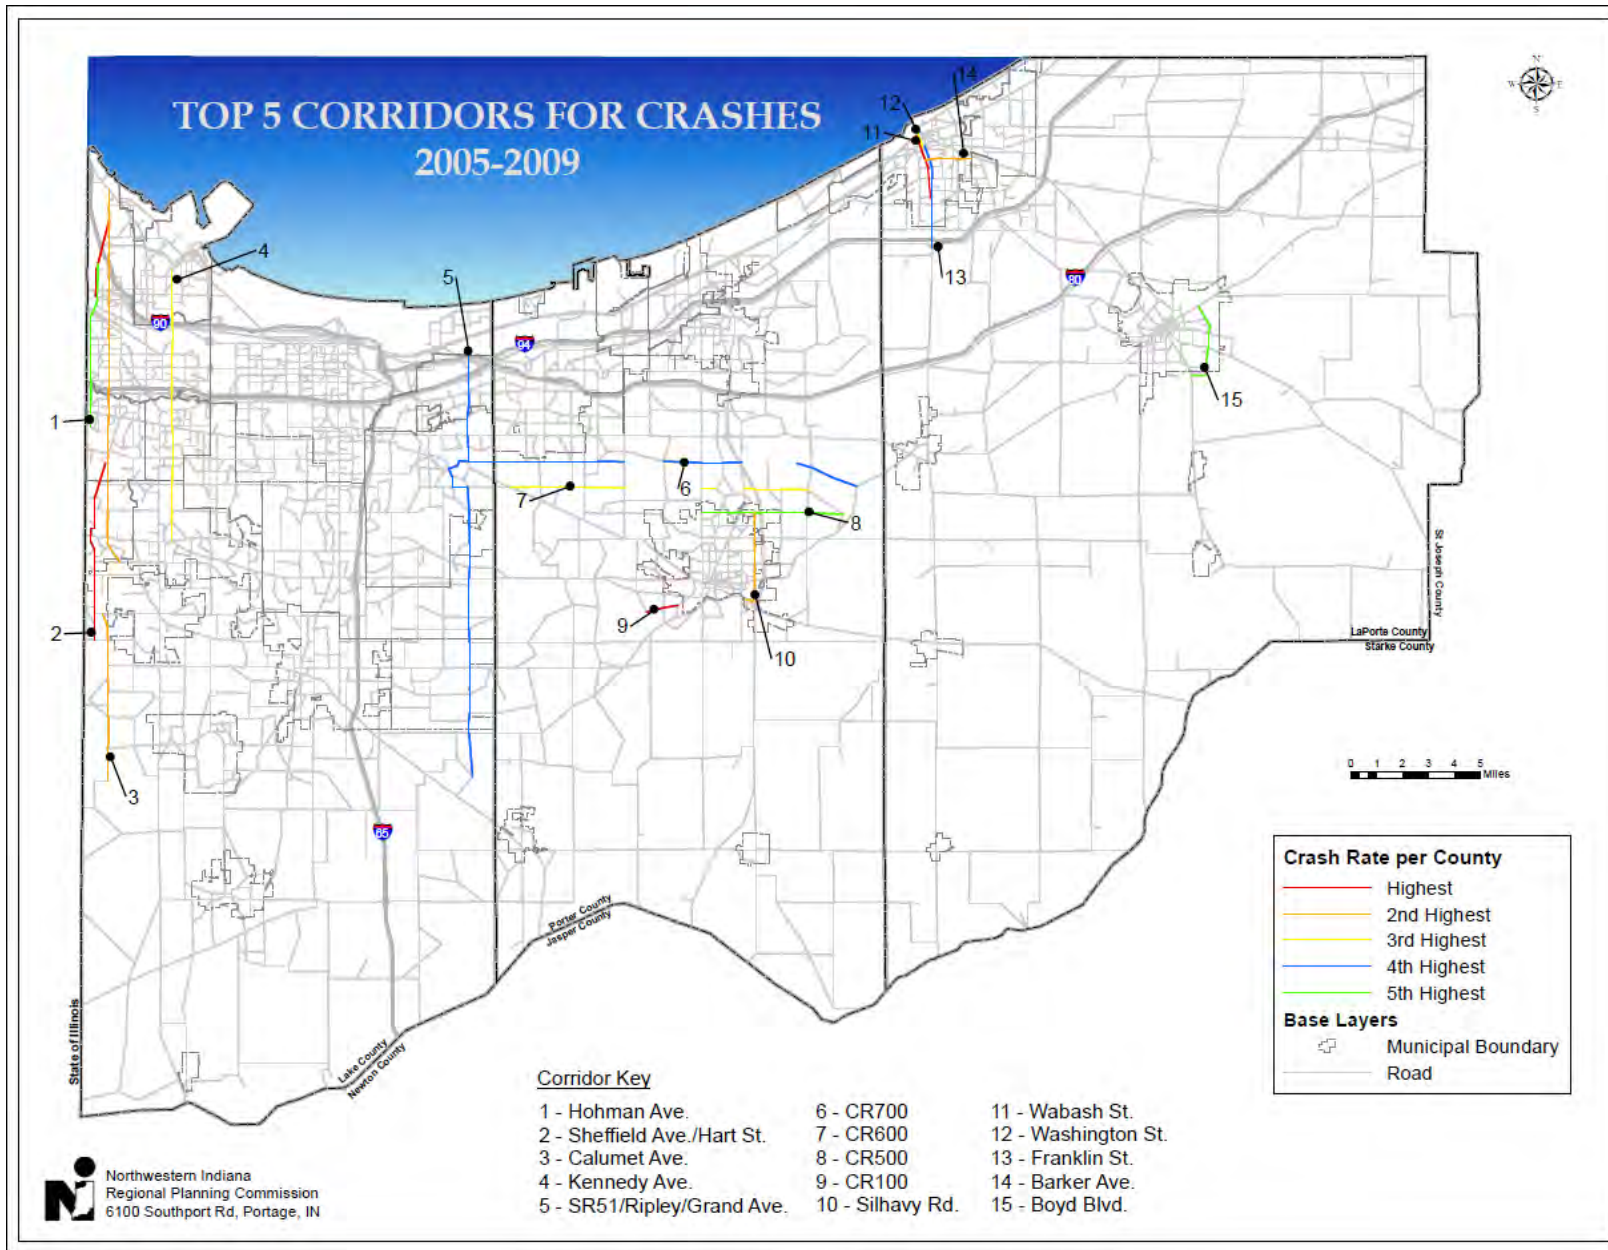 TOP 5 CORRIDORS FOR CRASHES
2005-2009
N
W
E
S
14
12
11
4
5
13
90
94
80
1
15
6
7
8
2
9
10
3
65
St Joseph County
LaPorte County
Starke County
0 1 2 3 4 5
Miles
Porter County
Jasper County
State of Illinois
Lake County
Newton County
Crash Rate per County
Highest
2nd Highest
3rd Highest
4th Highest
5th Highest
Base Layers
Municipal Boundary
Road
Corridor Key
1 - Hohman Ave.
2 - Sheffield Ave./Hart St.
3 - Calumet Ave.
4 - Kennedy Ave.
5 - SR51/Ripley/Grand Ave.
6 - CR700
7 - CR600
8 - CR500
9 - CR100
10 - Silhavy Rd.
11 - Wabash St.
12 - Washington St.
13 - Franklin St.
14 - Barker Ave.
15 - Boyd Blvd.
Northwestern Indiana
Regional Planning Commission
6100 Southport Rd, Portage, IN